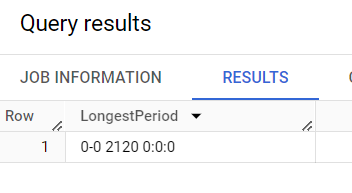 Query results
JOB INFORMATION RESULTS
Row LongestPeriod
1 0-0 2120 0:0:0